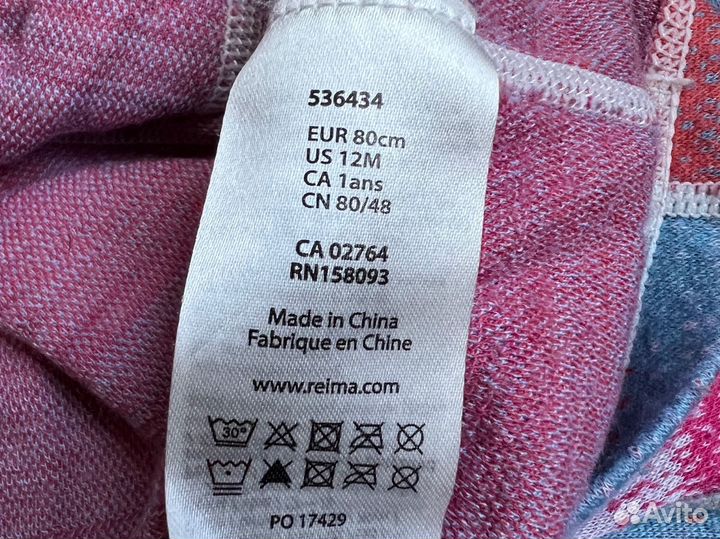 536434
EUR 80cm
US 12M
CA 1ans
CN 80/48
CA 02764
RN158093
Made in China
Fabrique en Chine
www.reima.com
30°
PO 17429
Avito